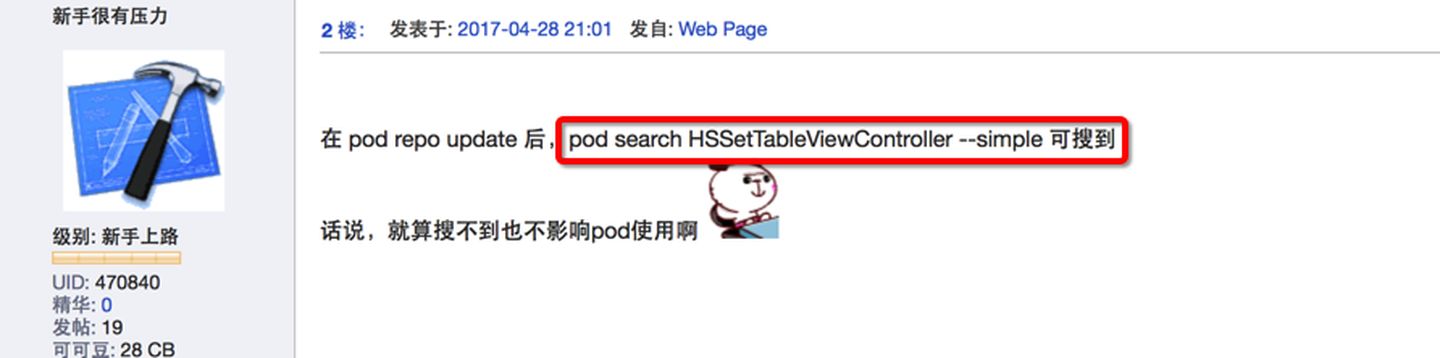 新手很有压力
级别: 新手上路
UID: 470840
精华: 0
发帖: 19
可可豆: 28 CB
2 楼: 发表于: 2017-04-28 21:01 发自: Web Page
在 pod repo update 后，pod search HSSetTableViewController --simple 可搜到
话说，就算搜不到也不影响pod使用啊